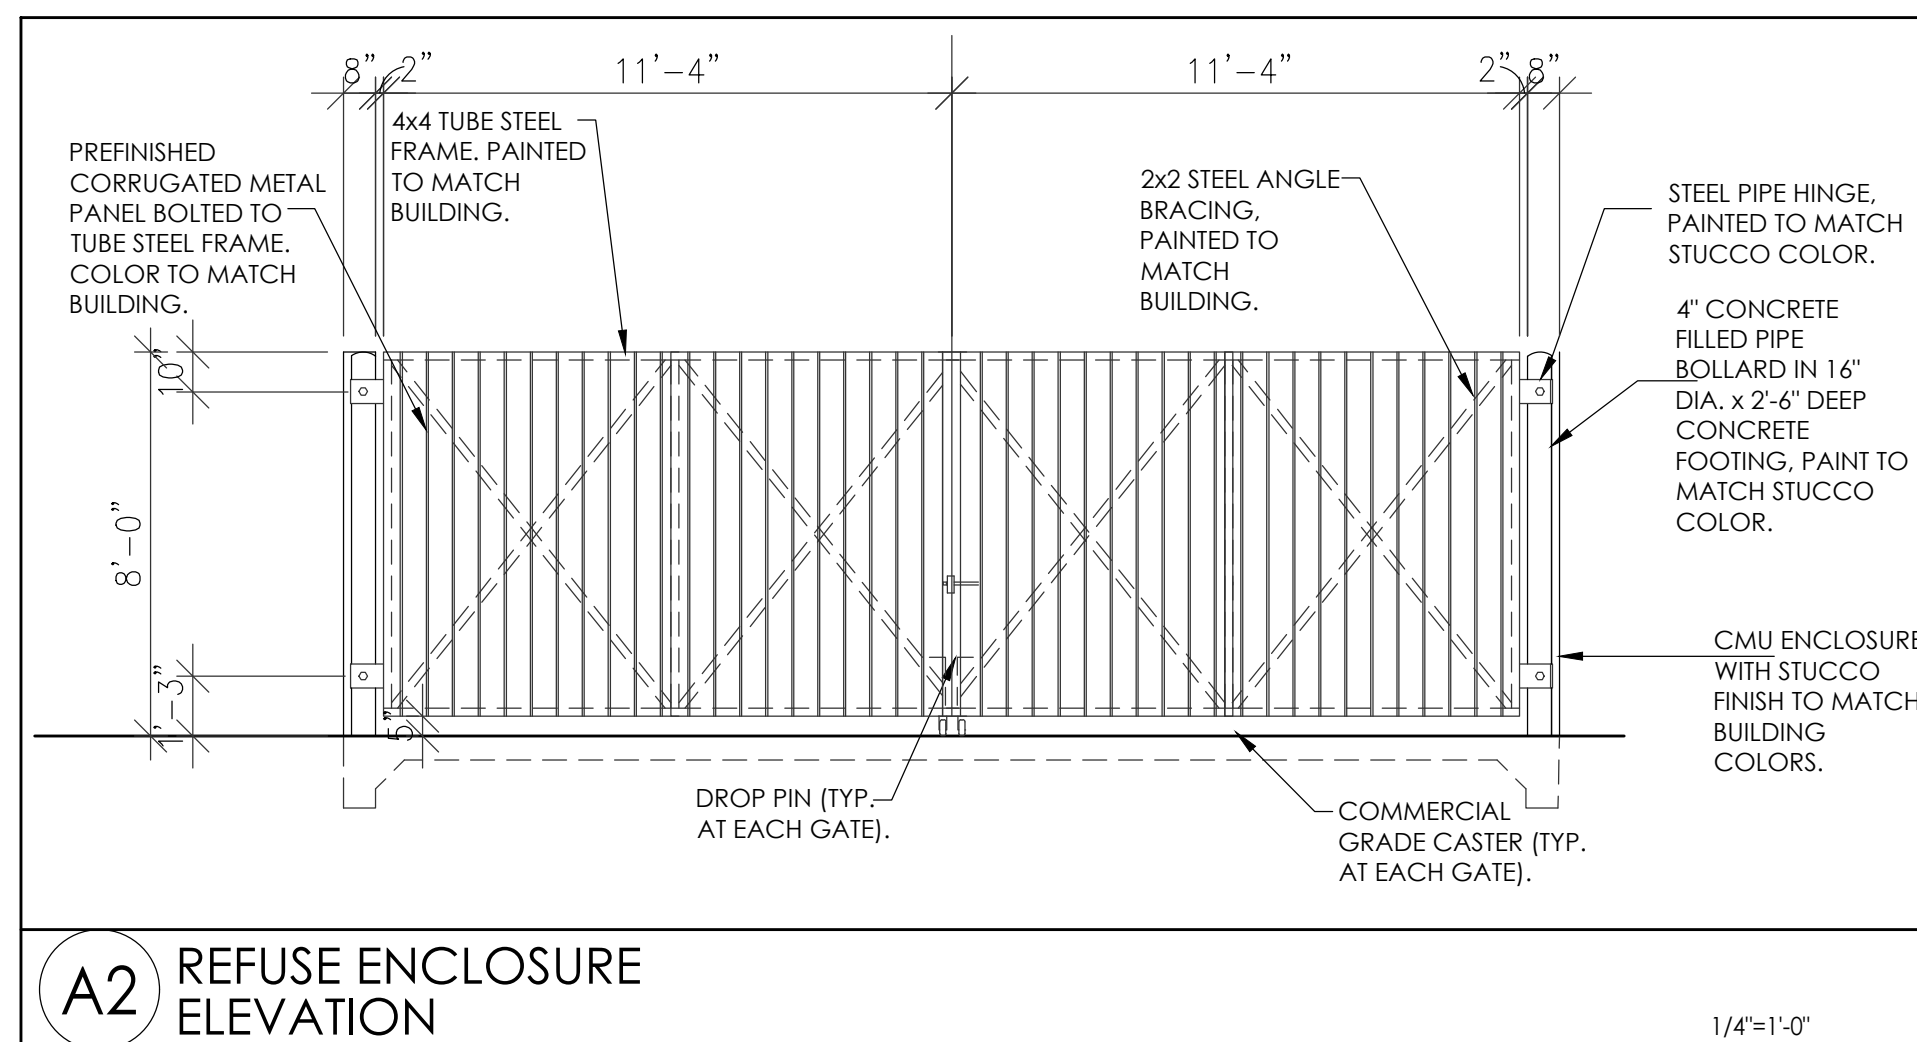 8" 2" 11'-4" 11'-4" 2" 8"
PREFINISHED
CORRUGATED METAL
PANEL BOLTED TO
TUBE STEEL FRAME.
COLOR TO MATCH
BUILDING.
4x4 TUBE STEEL
FRAME. PAINTED
TO MATCH
BUILDING.
2x2 STEEL ANGLE
BRACING,
PAINTED TO
MATCH
BUILDING.
STEEL PIPE HINGE,
PAINTED TO MATCH
STUCCO COLOR.
4" CONCRETE
FILLED PIPE
BOLLARD IN 16"
DIA. x 2'-6" DEEP
CONCRETE
FOOTING, PAINT TO
MATCH STUCCO
COLOR.
10"
8'-0"
1'-3"
5"
CMU ENCLOSURE
WITH STUCCO
FINISH TO MATCH
BUILDING
COLORS.
DROP PIN (TYP.
AT EACH GATE).
COMMERCIAL
GRADE CASTER (TYP.
AT EACH GATE).
A2
REFUSE ENCLOSURE
ELEVATION
1/4"=1'-0"